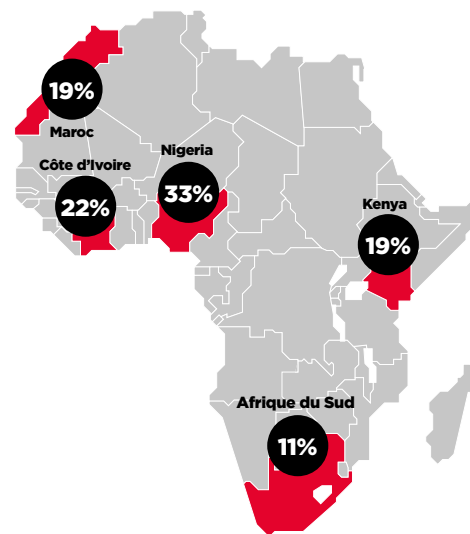 19%
Maroc
Côte d’Ivoire
22%
Nigeria
33%
Kenya
19%
Afrique du Sud
11%